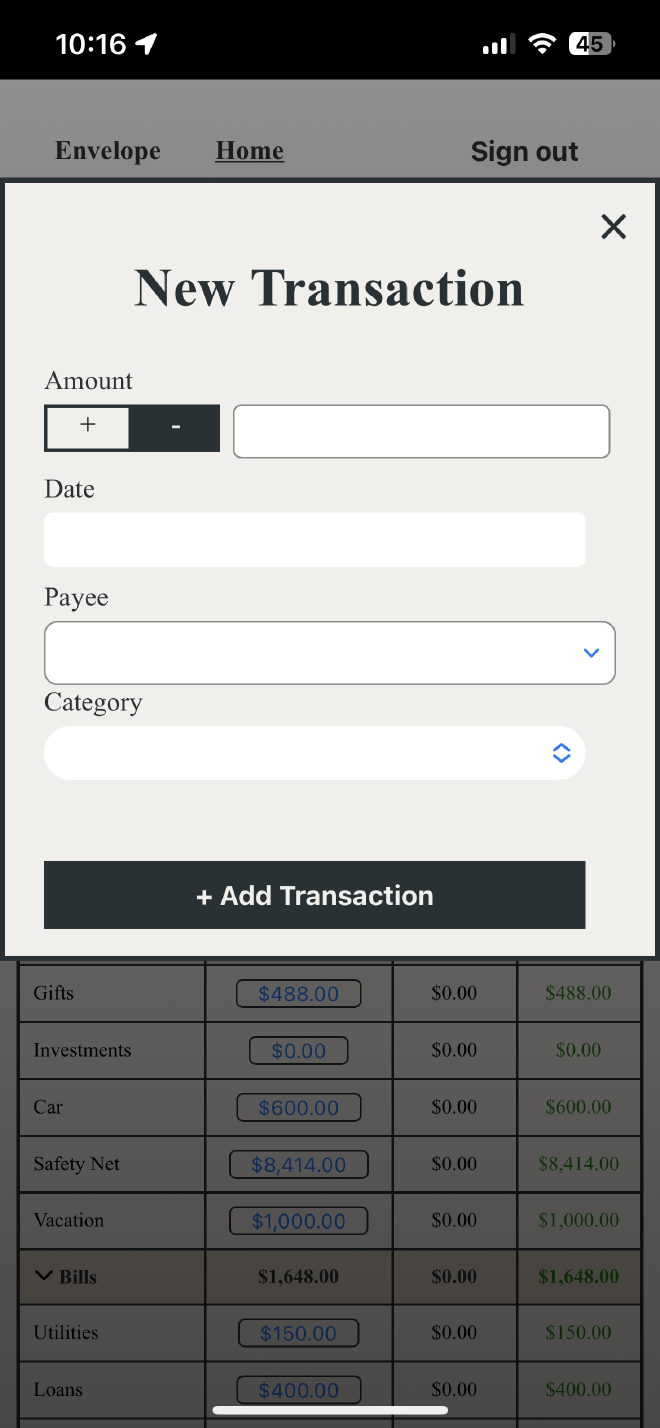 10:16 45
Envelope Home Sign out
New Transaction
Amount
+ -
Date
Payee
Category
+ Add Transaction
Gifts $488.00 $0.00 $488.00
Investments $0.00 $0.00 $0.00
Car $600.00 $0.00 $600.00
Safety Net $8,414.00 $0.00 $8,414.00
Vacation $1,000.00 $0.00 $1,000.00
Bills $1,648.00 $0.00 $1,648.00
Utilities $150.00 $0.00 $150.00
Loans $400.00 $0.00 $400.00